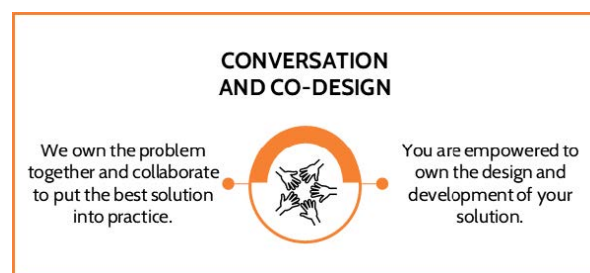 CONVERSATION
AND CO-DESIGN
We own the problem
together and collaborate
to put the best solution
into practice.
You are empowered to
own the design and
development of your
solution.